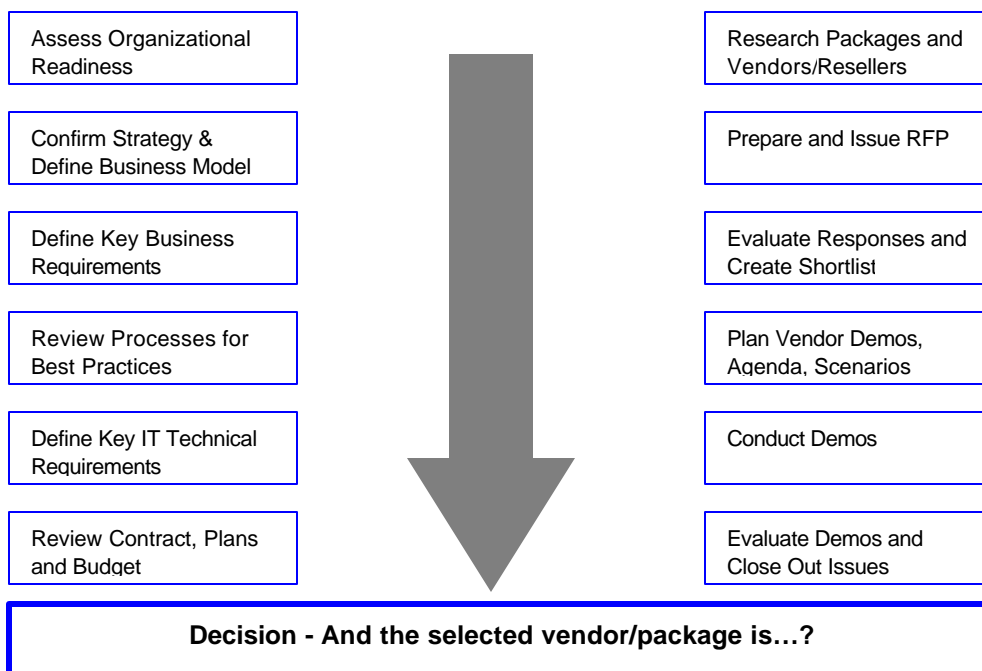 Assess Organizational
Readiness
Confirm Strategy &
Define Business Model
Define Key Business
Requirements
Review Processes for
Best Practices
Define Key IT Technical
Requirements
Review Contract, Plans
and Budget
Research Packages and
Vendors/Resellers
Prepare and Issue RFP
Evaluate Responses and
Create Shortlist
Plan Vendor Demos,
Agenda, Scenarios
Conduct Demos
Evaluate Demos and
Close Out Issues
Decision - And the selected vendor/package is...?